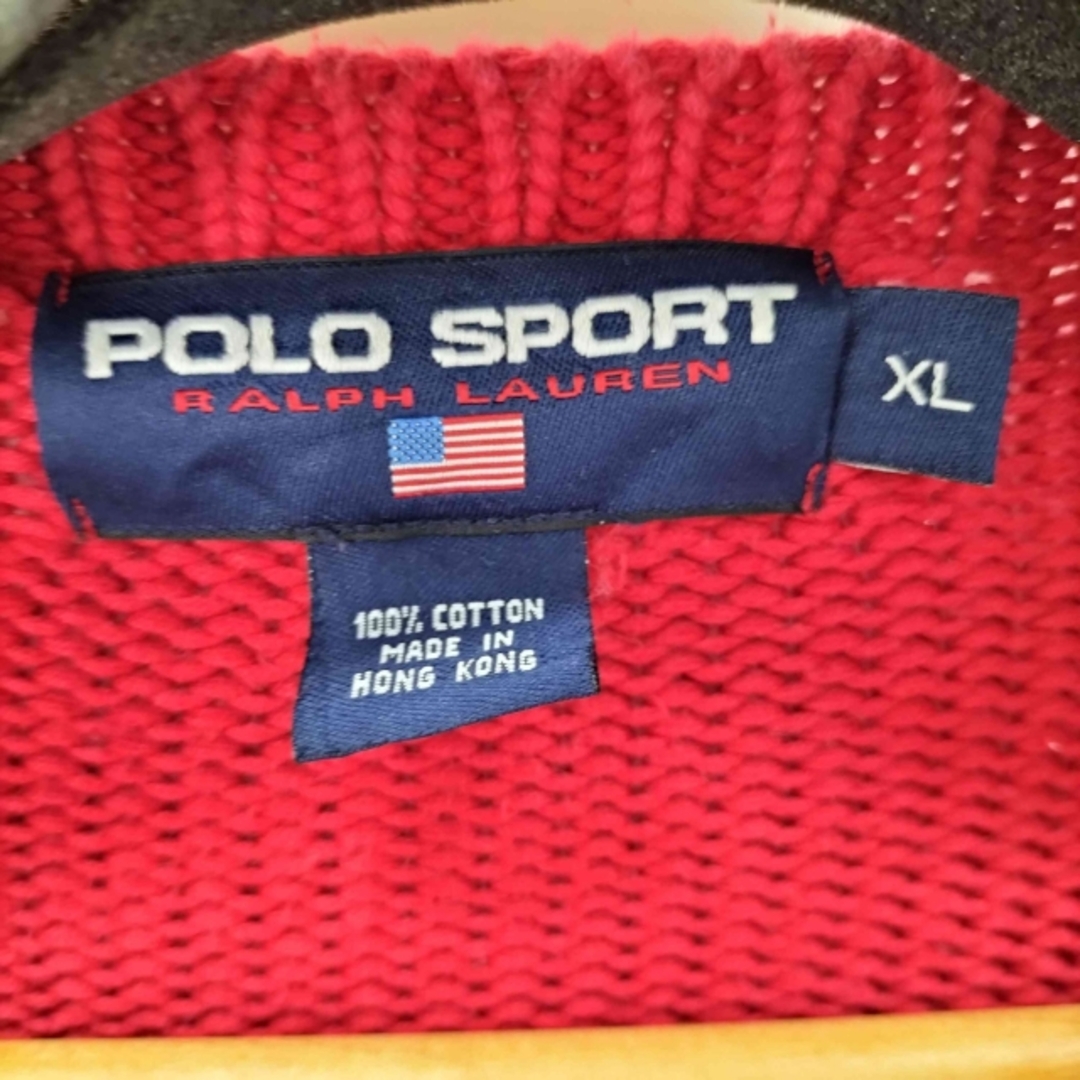 POLO SPORT
RALPH LAUREN
XL
100% COTTON
MADE IN
HONG KONG